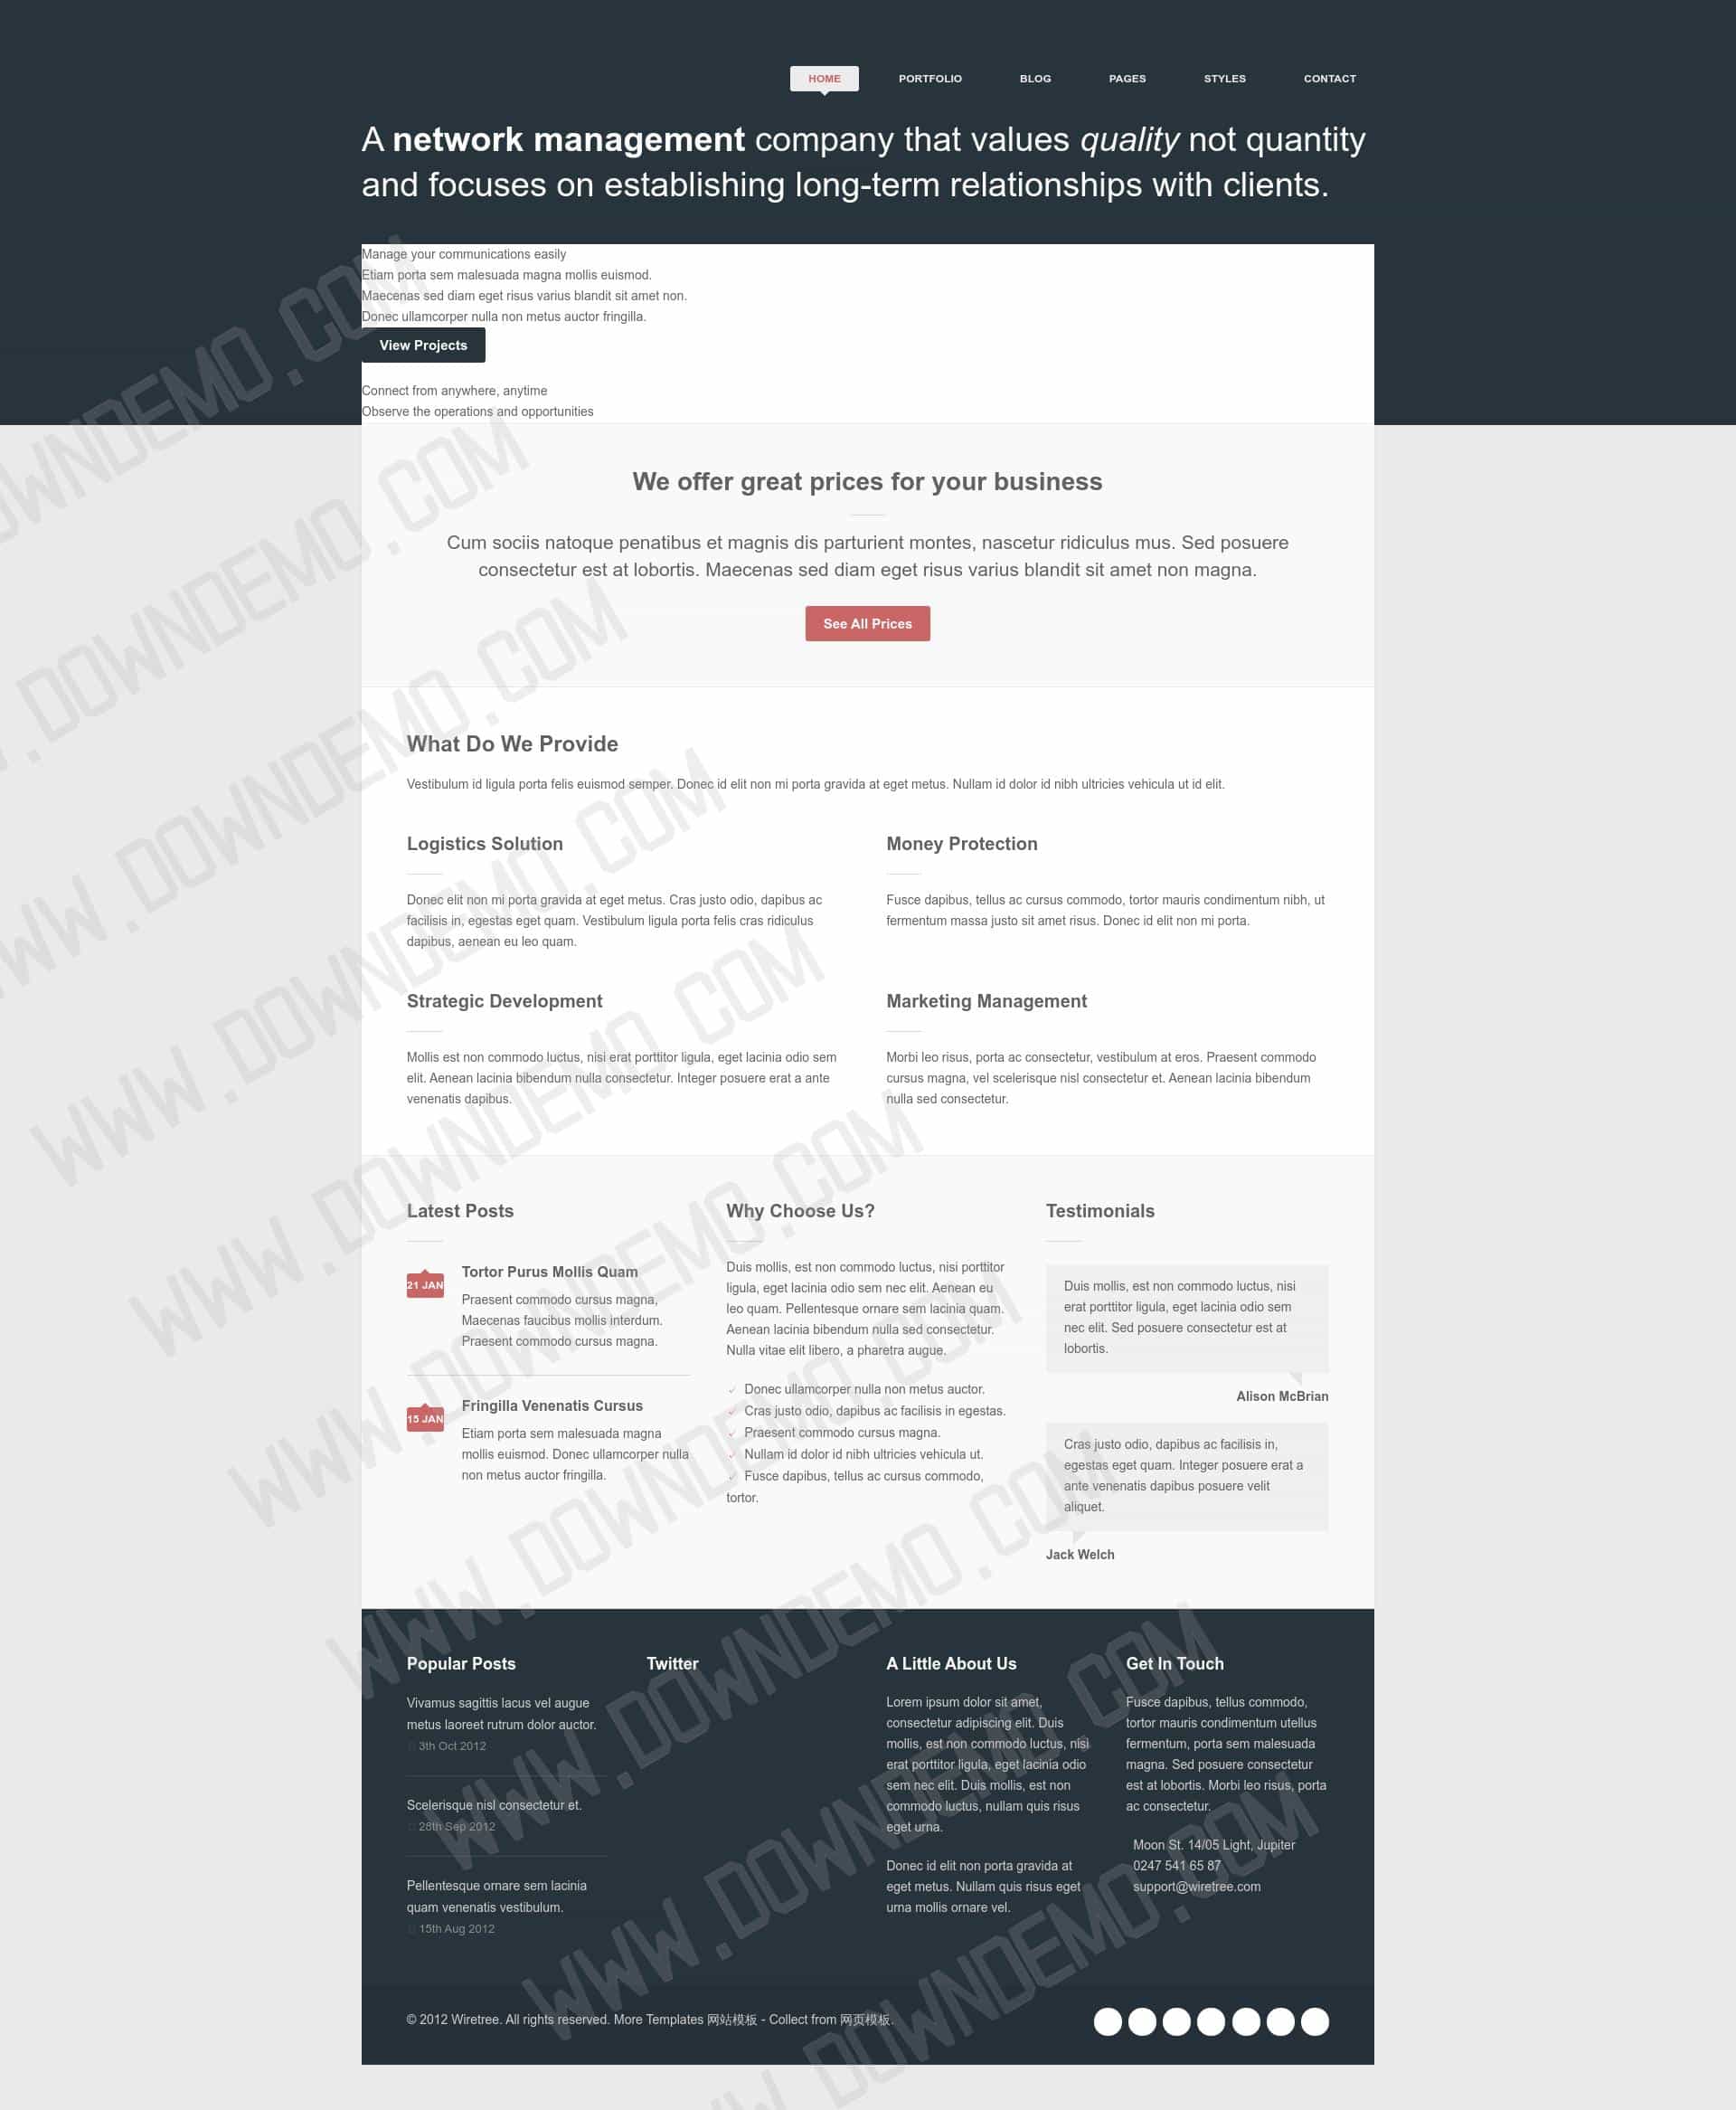 HOME PORTFOLIO BLOG PAGES STYLES CONTACT
A network management company that values quality not quantity
and focuses on establishing long-term relationships with clients.
Manage your communications easily
Etiam porta sem malesuada magna mollis euismod.
Maecenas sed diam eget risus varius blandit sit amet non.
Donec ullamcorper nulla non metus auctor fringilla.
View Projects
Connect from anywhere, anytime
Observe the operations and opportunities
We offer great prices for your business
Cum sociis natoque penatibus et magnis dis parturient montes, nascetur ridiculus mus. Sed posuere
consectetur est at lobortis. Maecenas sed diam eget risus varius blandit sit amet non magna.
See All Prices
What Do We Provide
Vestibulum id ligula porta felis euismod semper. Donec id elit non mi porta gravida at eget metus. Nullam id dolor id nibh ultricies vehicula ut id elit.
Logistics Solution
Donec elit non mi porta gravida at eget metus. Cras justo odio, dapibus ac
facilisis in, egestas eget quam. Vestibulum ligula porta felis cras ridiculus
dapibus, aenean eu leo quam.
Money Protection
Fusce dapibus, tellus ac cursus commodo, tortor mauris condimentum nibh, ut
fermentum massa justo sit amet risus. Donec id elit non mi porta.
Strategic Development
Mollis est non commodo luctus, nisi erat porttitor ligula, eget lacinia odio sem
elit. Aenean lacinia bibendum nulla consectetur. Integer posuere erat a ante
venenatis dapibus.
Marketing Management
Morbi leo risus, porta ac consectetur, vestibulum at eros. Praesent commodo
cursus magna, vel scelerisque nisl consectetur et. Aenean lacinia bibendum
nulla sed consectetur.
Latest Posts
21 JAN
Tortor Purus Mollis Quam
Praesent commodo cursus magna,
Maecenas faucibus mollis interdum.
Praesent commodo cursus magna.
15 JAN
Fringilla Venenatis Cursus
Etiam porta sem malesuada magna
mollis euismod. Donec ullamcorper nulla
non metus auctor fringilla.
Why Choose Us?
Duis mollis, est non commodo luctus, nisi porttitor
ligula, eget lacinia odio sem nec elit. Aenean eu
leo quam. Pellentesque ornare sem lacinia quam.
Aenean lacinia bibendum nulla sed consectetur.
Nulla vitae elit libero, a pharetra augue.
Donec ullamcorper nulla non metus auctor.
Cras justo odio, dapibus ac facilisis in egestas.
Praesent commodo cursus magna.
Nullam id dolor id nibh ultricies vehicula ut.
Fusce dapibus, tellus ac cursus commodo,
tortor.
Testimonials
Duis mollis, est non commodo luctus, nisi
erat porttitor ligula, eget lacinia odio sem
nec elit. Sed posuere consectetur est at
lobortis.
Alison McBrian
Cras justo odio, dapibus ac facilisis in,
egestas eget quam. Integer posuere erat a
ante venenatis dapibus posuere velit
aliquet.
Jack Welch
Popular Posts
Vivamus sagittis lacus vel augue
metus laoreet rutrum dolor auctor.
3th Oct 2012
Scelerisque nisl consectetur et.
28th Sep 2012
Pellentesque ornare sem lacinia
quam venenatis vestibulum.
15th Aug 2012
Twitter
A Little About Us
Lorem ipsum dolor sit amet,
consectetur adipiscing elit. Duis
mollis, est non commodo luctus, nisi
erat porttitor ligula, eget lacinia odio
sem nec elit. Duis mollis, est non
commodo luctus, nullam quis risus
eget urna.
Donec id elit non porta gravida at
eget metus. Nullam quis risus eget
urna mollis ornare vel.
Get In Touch
Fusce dapibus, tellus commodo,
tortor mauris condimentum utellus
fermentum, porta sem malesuada
magna. Sed posuere consectetur
est at lobortis. Morbi leo risus, porta
ac consectetur.
Moon St. 14/05 Light, Jupiter
0247 541 65 87
support@wiretree.com
© 2012 Wiretree. All rights reserved. More Templates 网站模板 - Collect from 网页模板.
WWW.DOWNDEMO.COM
WWW.DOWNDEMO.COM
WWW.DOWNDEMO.COM
WWW.DOWNDEMO.COM
WWW.DOWNDEMO.COM
WWW.DOWNDEMO.COM
WWW.DOWNDEMO.COM
WWW.DOWNDEMO.COM
WWW.DOWNDEMO.COM
WWW.DOWNDEMO.COM